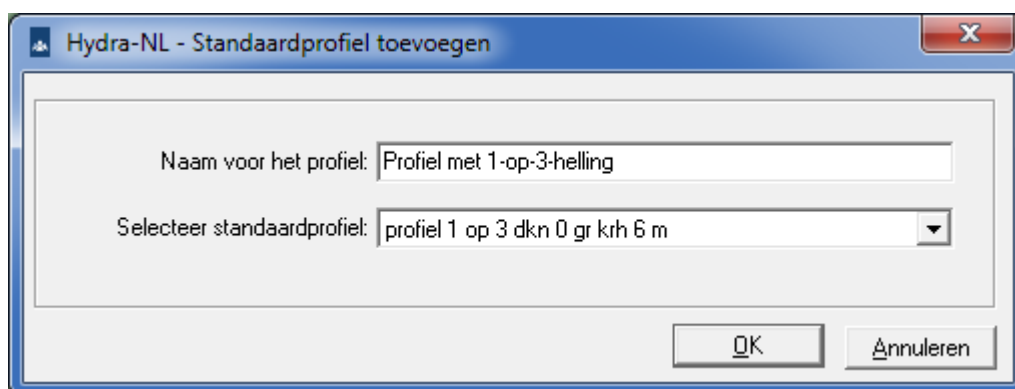 Hydra-NL - Standaardprofiel toevoegen
Naam voor het profiel: Profiel met 1-op-3-helling
Selecteer standaardprofiel: profiel 1 op 3 dkn 0 gr krh 6 m
OK Annuleren